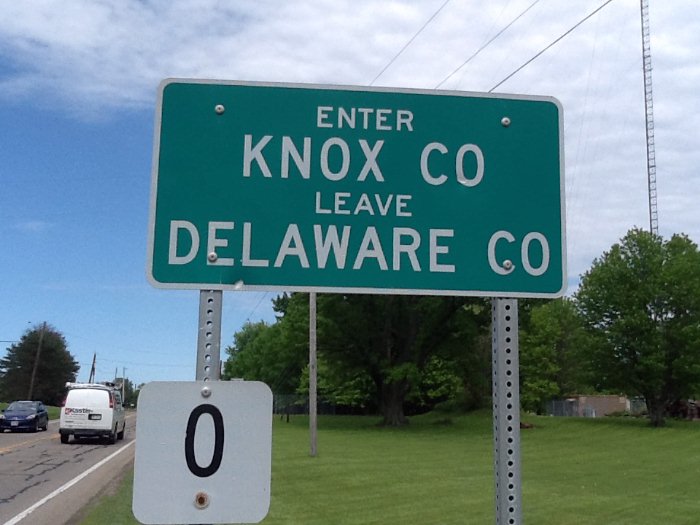 ENTER
KNOX CO
LEAVE
DELAWARE CO
0